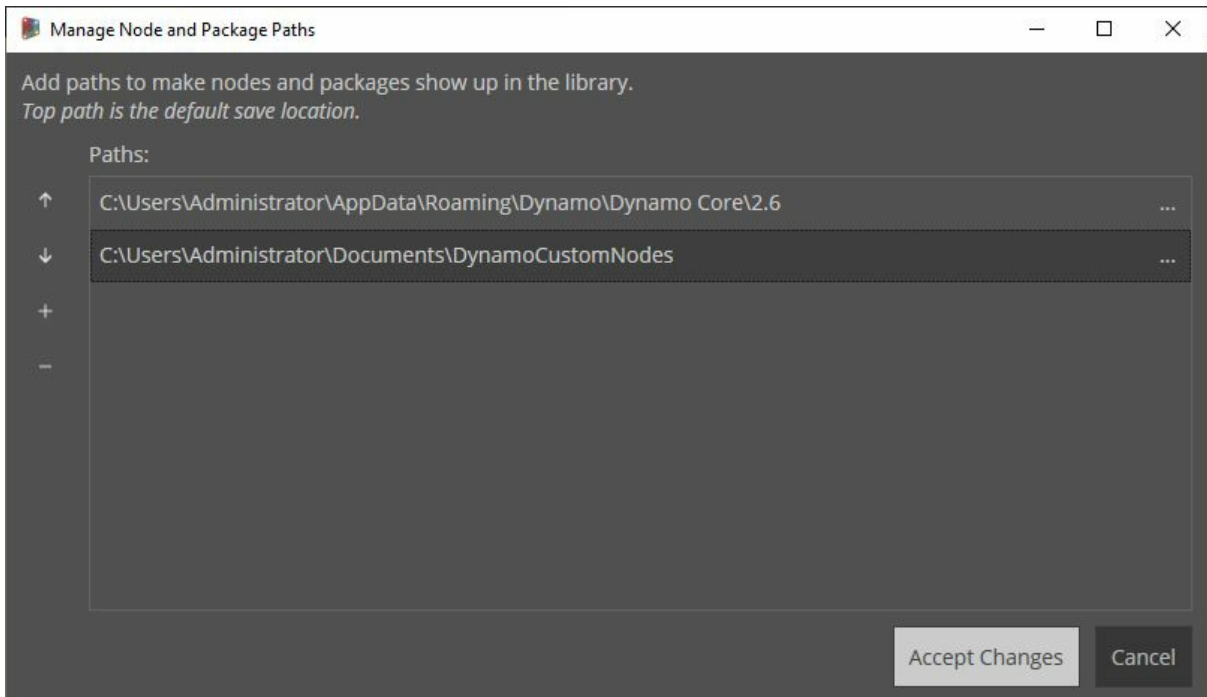 Manage Node and Package Paths
Add paths to make nodes and packages show up in the library.
Top path is the default save location.
Paths:
C:\Users\Administrator\AppData\Roaming\Dynamo\Dynamo Core\2.6 ...
C:\Users\Administrator\Documents\DynamoCustomNodes ...
Accept Changes Cancel